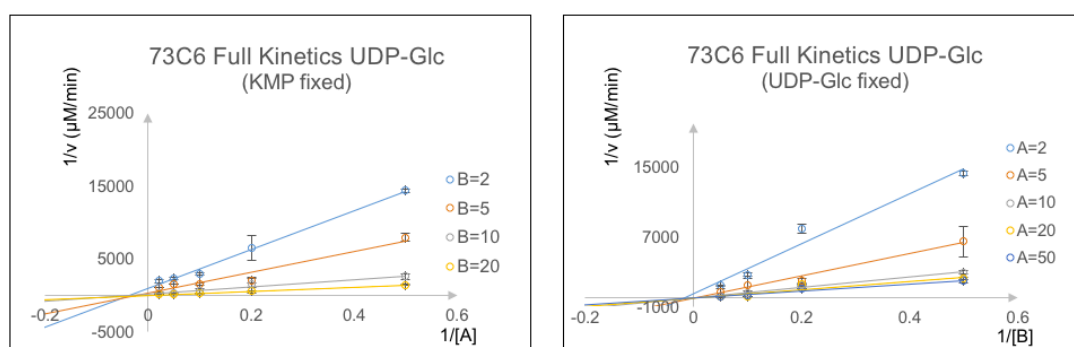 73C6 Full Kinetics UDP-Glc
(KMP fixed)
1/v (µM/min)
25000
15000
5000
-5000
-0.2
0
0.2
0.4
0.6
1/[A]
B=2
B=5
B=10
B=20
73C6 Full Kinetics UDP-Glc
(UDP-Glc fixed)
1/v (µM/min)
15000
7000
-1000
-0.2
0
0.2
0.4
0.6
1/[B]
A=2
A=5
A=10
A=20
A=50